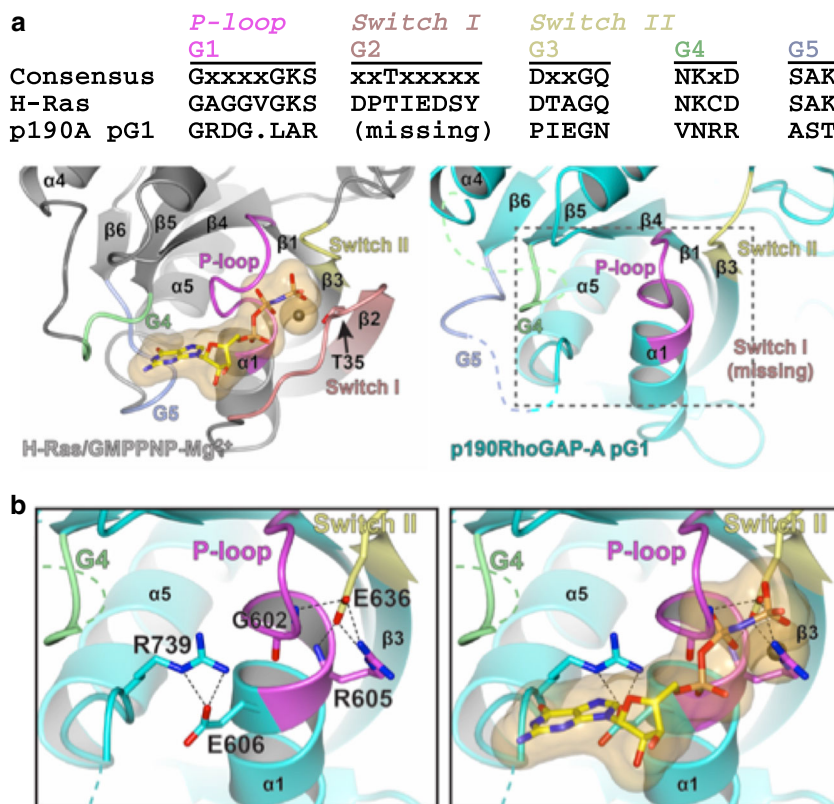 a
P-loop Switch I Switch II
G1 G2 G3 G4 G5
Consensus GxxxxGKS xxTxxxxx DxxGQ NKxD SAK
H-Ras GAGGVGKS DPTIEDSY DTAGQ NKCD SAK
p190A pG1 GRDG.LAR (missing) PIEGN VNRR AST
α4
β6
β5
β4
β1
Switch II
P-loop
β3
α5
β2
G4
α1
T35
Switch I
G5
H-Ras/GMPPNP-Mg2+
α4
β6
β5
β4
β1
Switch II
P-loop
β3
α5
G4
α1
G5
Switch I
(missing)
p190RhoGAP-A pG1
b
Switch II
P-loop
G4
α5
G602
E636
β3
R739
R605
E606
α1
Switch II
P-loop
G4
α5
β3
α1